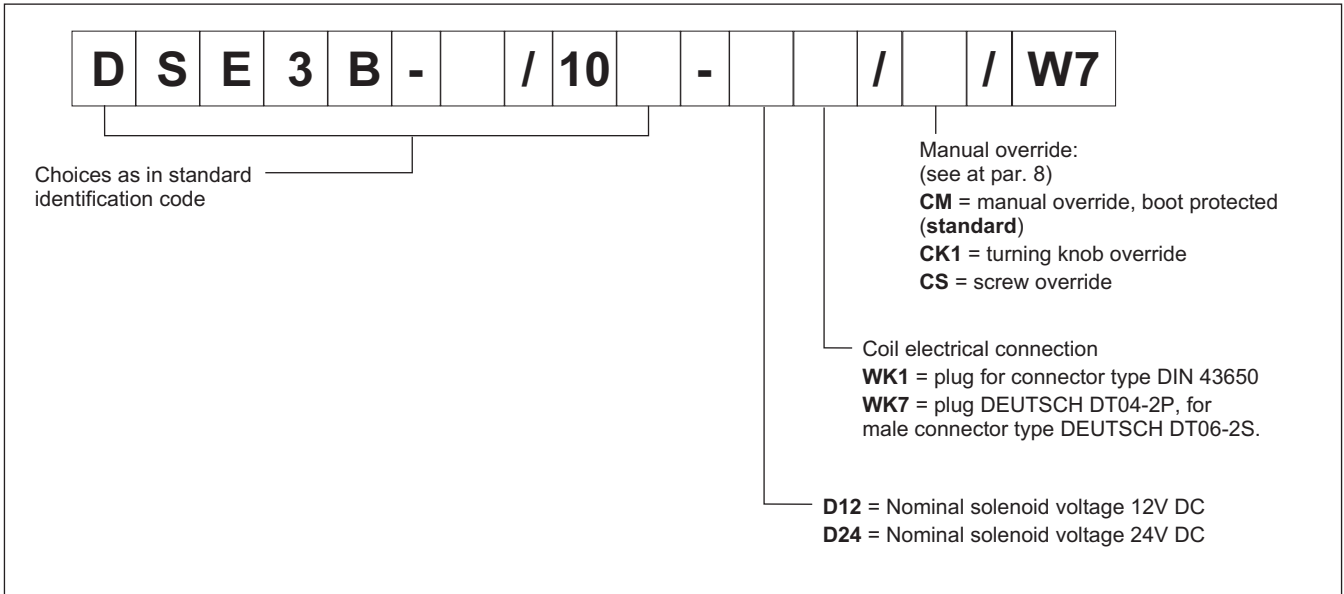 D S E 3 B - / 10 - / / W7
Choices as in standard
identification code
Manual override:
(see at par. 8)
CM = manual override, boot protected
(standard)
CK1 = turning knob override
CS = screw override
Coil electrical connection
WK1 = plug for connector type DIN 43650
WK7 = plug DEUTSCH DT04-2P, for
male connector type DEUTSCH DT06-2S.
D12 = Nominal solenoid voltage 12V DC
D24 = Nominal solenoid voltage 24V DC